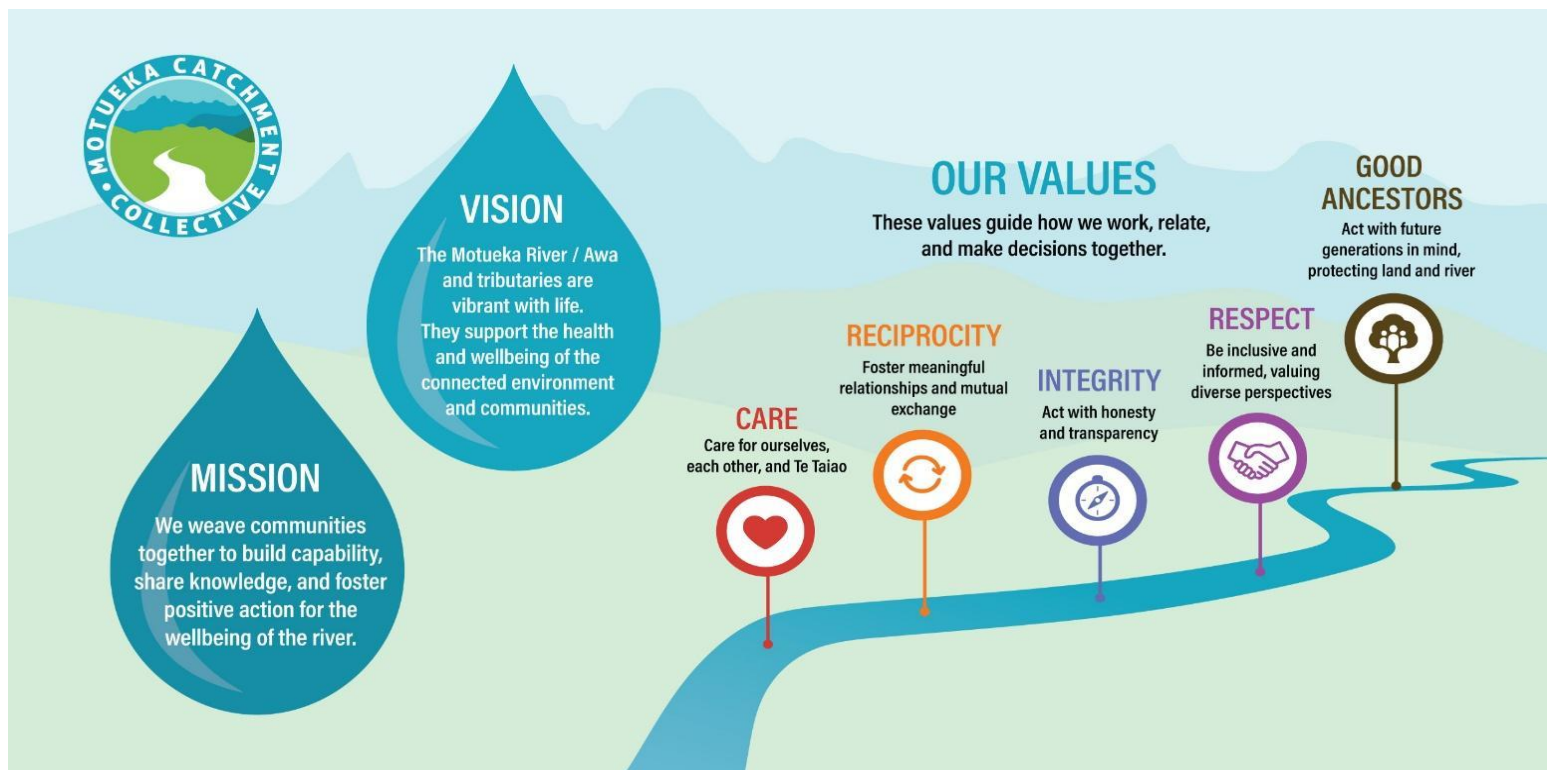 MOTUEKA CATCHMENT
• COLLECTIVE •
VISION
The Motueka River / Awa
and tributaries are
vibrant with life.
They support the health
and wellbeing of the
connected environment
and communities.
MISSION
We weave communities
together to build capability,
share knowledge, and foster
positive action for the
wellbeing of the river.
OUR VALUES
These values guide how we work, relate,
and make decisions together.
CARE
Care for ourselves,
each other, and Te Taiao
RECIPROCITY
Foster meaningful
relationships and mutual
exchange
INTEGRITY
Act with honesty
and transparency
RESPECT
Be inclusive and
informed, valuing
diverse perspectives
GOOD
ANCESTORS
Act with future
generations in mind,
protecting land and river